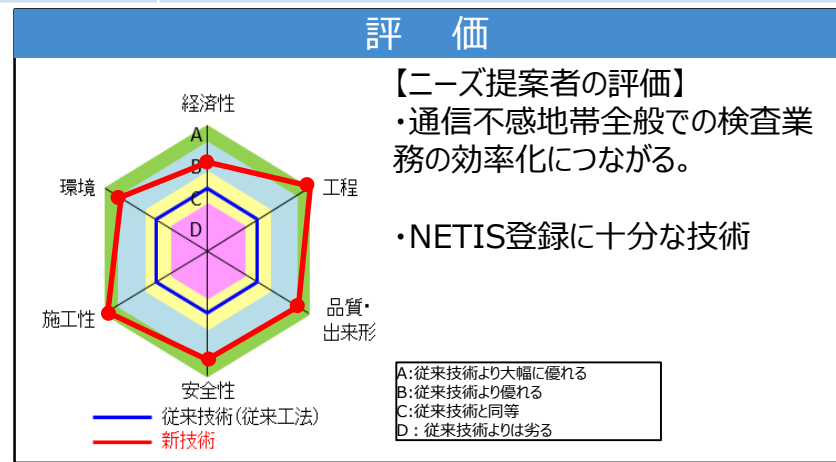 評 価
経済性
A
B
C
D
環境
工程
施工性
品質・
出来形
安全性
従来技術(従来工法)
新技術
【ニーズ提案者の評価】
・通信不感地帯全般での検査業
務の効率化につながる。
・NETIS登録に十分な技術
A:従来技術より大幅に優れる
B:従来技術より優れる
C:従来技術と同等
D:従来技術よりは劣る